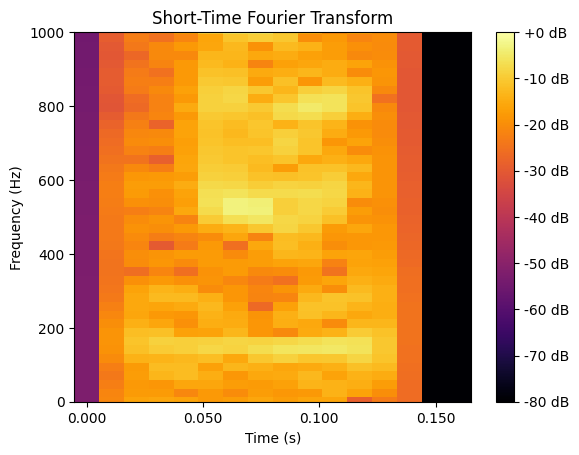 Short-Time Fourier Transform
1000
800
600
400
200
0
Frequency (Hz)
0.000
0.050
0.100
0.150
Time (s)
+0 dB
-10 dB
-20 dB
-30 dB
-40 dB
-50 dB
-60 dB
-70 dB
-80 dB